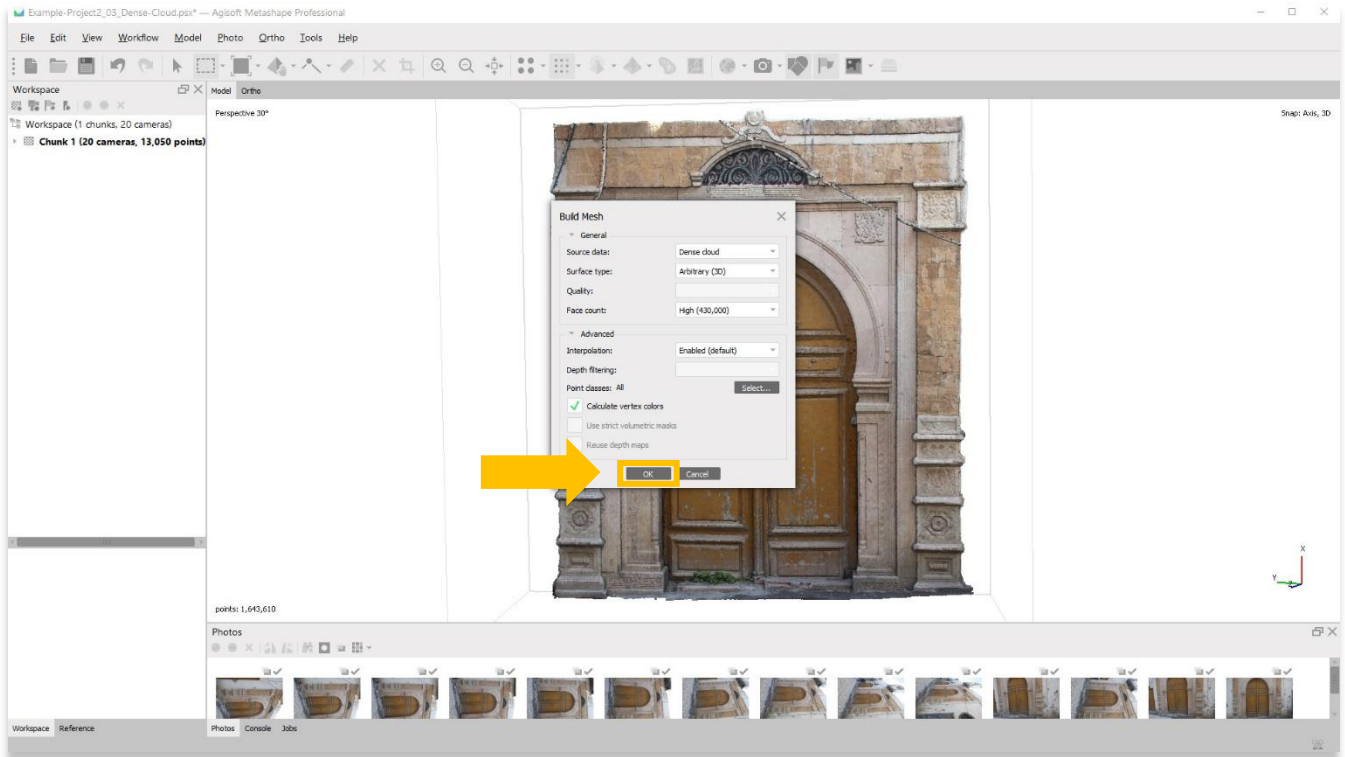 Example-Project2_03_Dense-Cloud.psx* — Agisoft Metashape Professional
File Edit View Workflow Model Photo Ortho Tools Help
Workspace
Model Ortho
Workspace (1 chunks, 20 cameras)
Chunk 1 (20 cameras, 13,050 points)
Perspective 30°
Snap: Axis, 3D
Build Mesh
General
Source data: Dense cloud
Surface type: Arbitrary (3D)
Quality:
Face count: High (430,000)
Advanced
Interpolation: Enabled (default)
Depth filtering:
Point classes: All Select...
Calculate vertex colors
Use strict volumetric masks
Reuse depth maps
OK Cancel
X
Y
points: 1,643,610
Photos
Workspace Reference
Photos Console Jobs